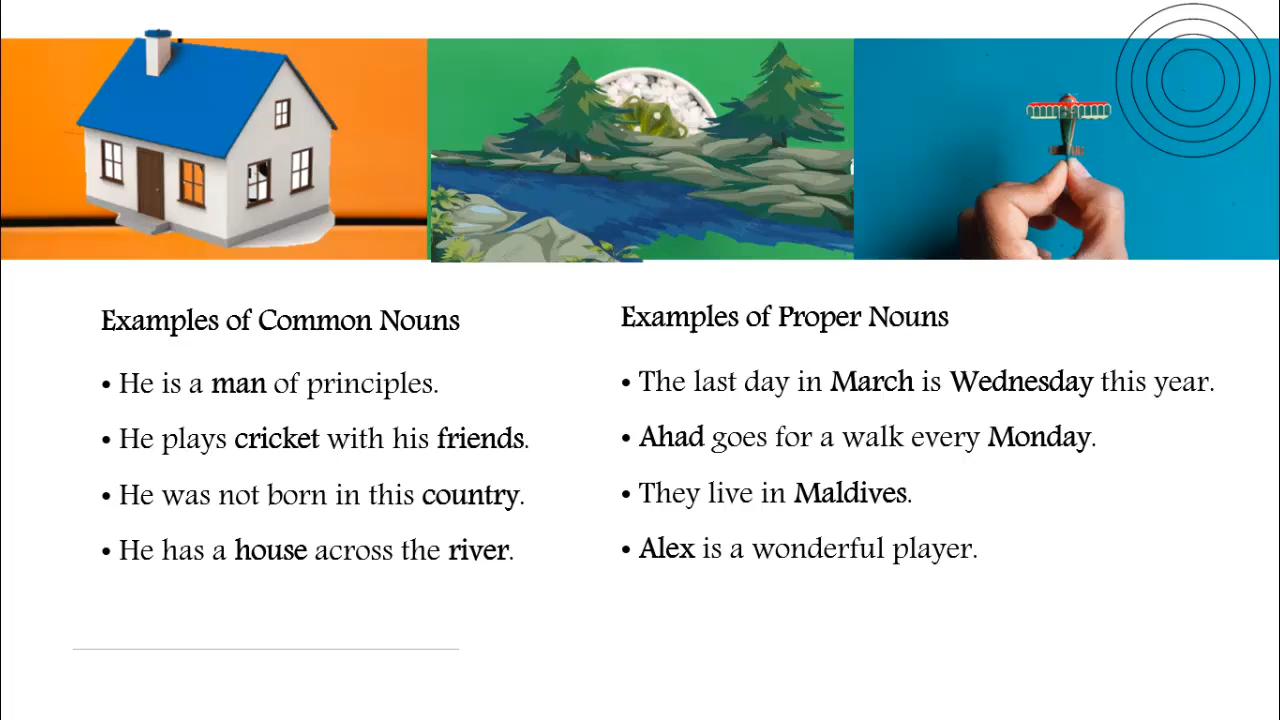 Examples of Common Nouns
• He is a man of principles.
• He plays cricket with his friends.
• He was not born in this country.
• He has a house across the river.
Examples of Proper Nouns
• The last day in March is Wednesday this year.
• Ahad goes for a walk every Monday.
• They live in Maldives.
• Alex is a wonderful player.